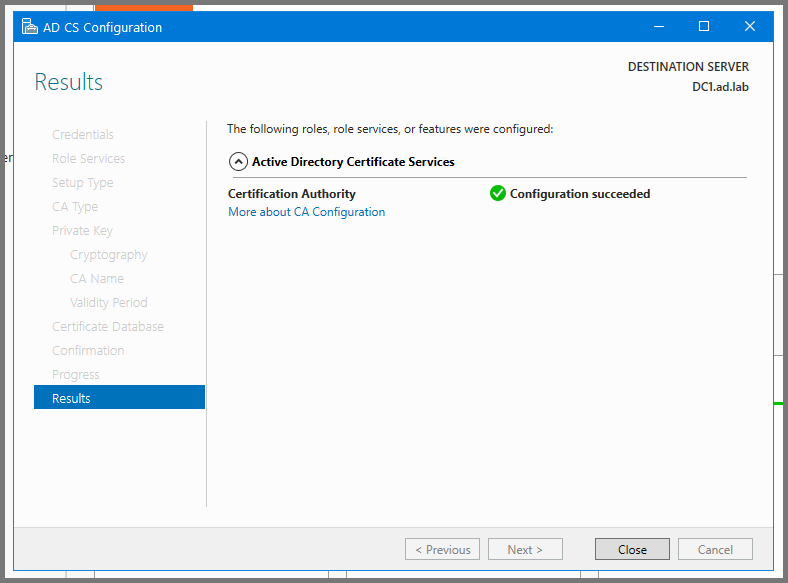 AD CS Configuration
Results
DESTINATION SERVER
DC1.ad.lab
Credentials
Role Services
Setup Type
CA Type
Private Key
Cryptography
CA Name
Validity Period
Certificate Database
Confirmation
Progress
Results
The following roles, role services, or features were configured:
Active Directory Certificate Services
Certification Authority
Configuration succeeded
More about CA Configuration
< Previous
Next >
Close
Cancel
er